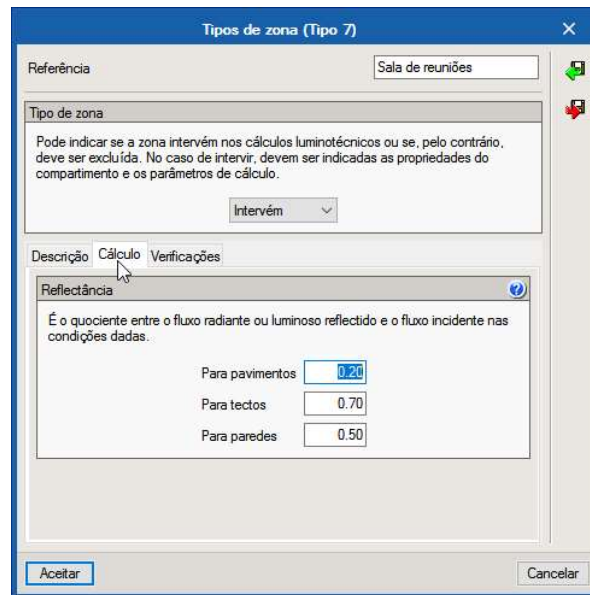 Tipos de zona (Tipo 7)
Referência
Sala de reuniões
Tipo de zona
Pode indicar se a zona intervém nos cálculos luminotécnicos ou se, pelo contrário,
deve ser excluída. No caso de intervir, devem ser indicadas as propriedades do
compartimento e os parâmetros de cálculo.
Intervém
Descrição Cálculo Verificações
Reflectância
É o quociente entre o fluxo radiante ou luminoso reflectido e o fluxo incidente nas
condições dadas.
Para pavimentos 0.20
Para tectos 0.70
Para paredes 0.50
Aceitar
Cancelar